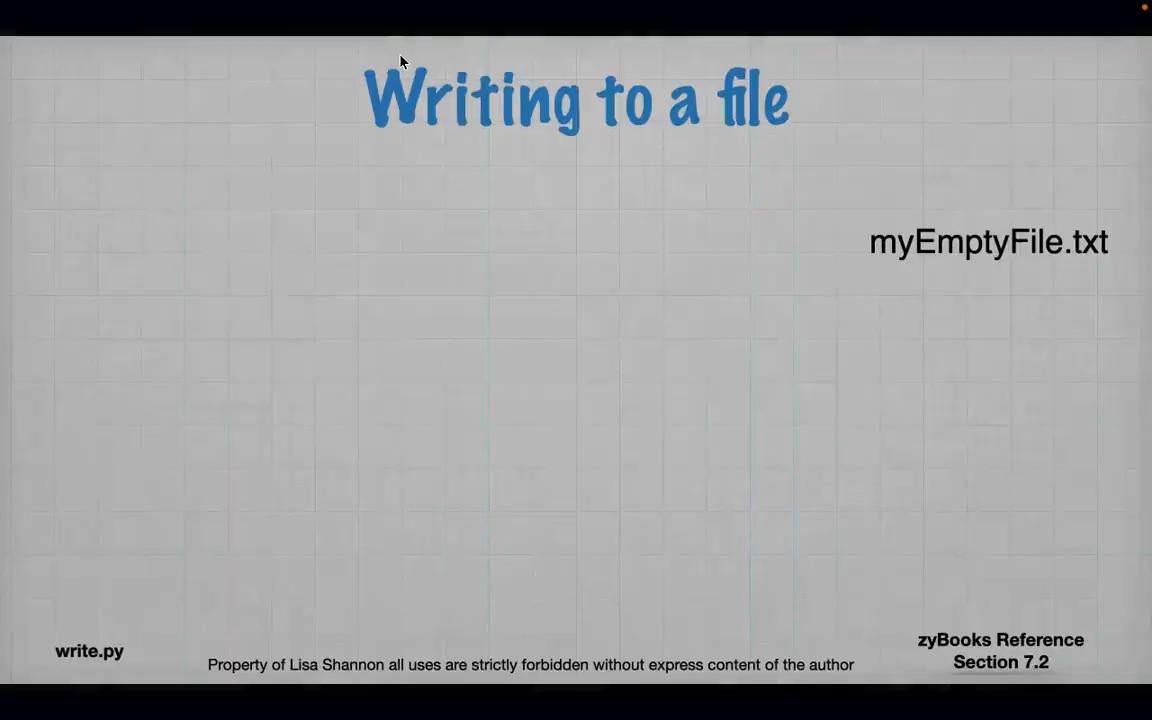 Writing to a file
myEmptyFile.txt
write.py
Property of Lisa Shannon all uses are strictly forbidden without express content of the author
zyBooks Reference
Section 7.2